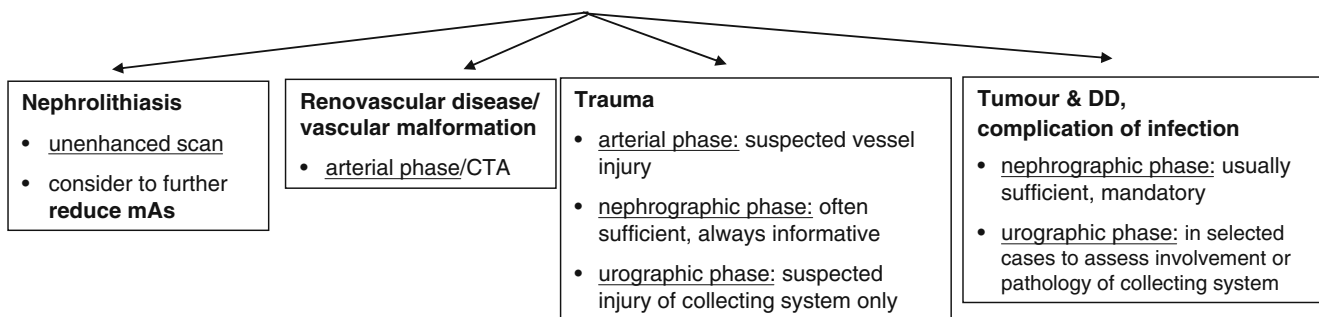 Nephrolithiasis
• unenhanced scan
• consider to further
reduce mAs
Renovascular disease/
vascular malformation
• arterial phase/CTA
Trauma
• arterial phase: suspected vessel
injury
• nephrographic phase: often
sufficient, always informative
• urographic phase: suspected
injury of collecting system only
Tumour & DD,
complication of infection
• nephrographic phase: usually
sufficient, mandatory
• urographic phase: in selected
cases to assess involvement or
pathology of collecting system